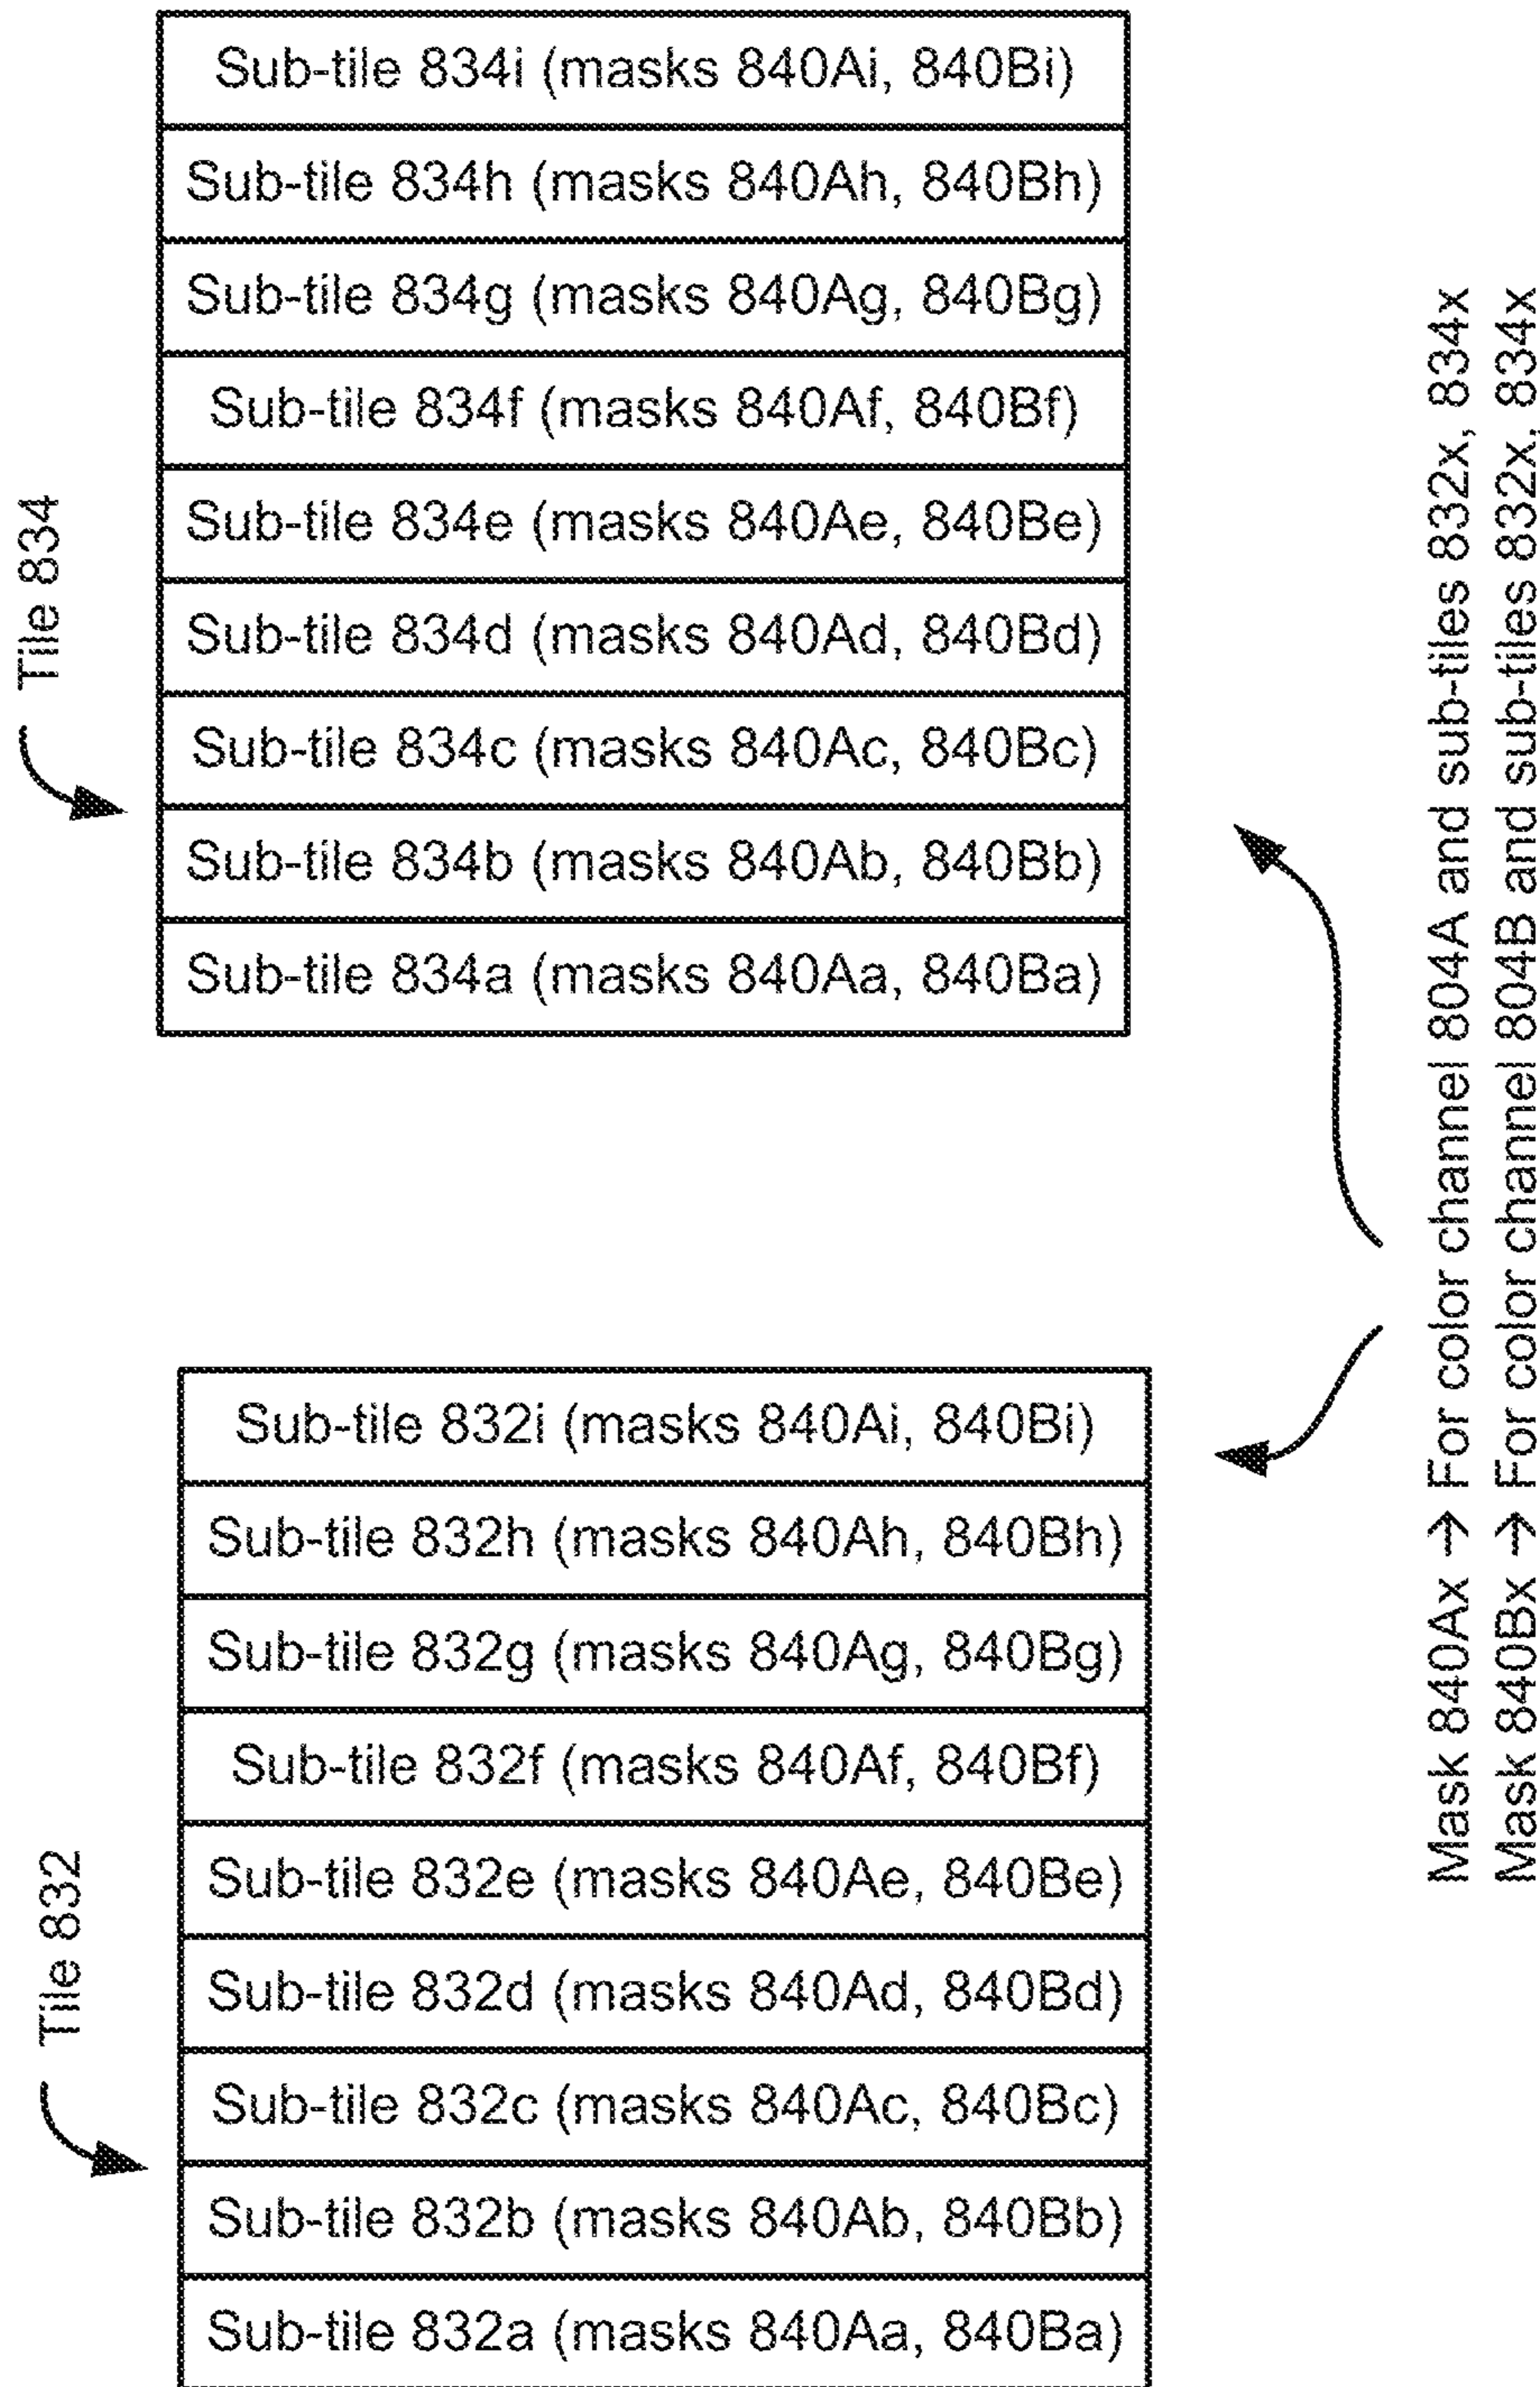 Tile 834
Sub-tile 834i (masks 840Ai, 840Bi)
Sub-tile 834h (masks 840Ah, 840Bh)
Sub-tile 834g (masks 840Ag, 840Bg)
Sub-tile 834f (masks 840Af, 840Bf)
Sub-tile 834e (masks 840Ae, 840Be)
Sub-tile 834d (masks 840Ad, 840Bd)
Sub-tile 834c (masks 840Ac, 840Bc)
Sub-tile 834b (masks 840Ab, 840Bb)
Sub-tile 834a (masks 840Aa, 840Ba)
Tile 832
Sub-tile 832i (masks 840Ai, 840Bi)
Sub-tile 832h (masks 840Ah, 840Bh)
Sub-tile 832g (masks 840Ag, 840Bg)
Sub-tile 832f (masks 840Af, 840Bf)
Sub-tile 832e (masks 840Ae, 840Be)
Sub-tile 832d (masks 840Ad, 840Bd)
Sub-tile 832c (masks 840Ac, 840Bc)
Sub-tile 832b (masks 840Ab, 840Bb)
Sub-tile 832a (masks 840Aa, 840Ba)
Mask 840Ax → For color channel 804A and sub-tiles 832x, 834x
Mask 840Bx → For color channel 804B and sub-tiles 832x, 834x